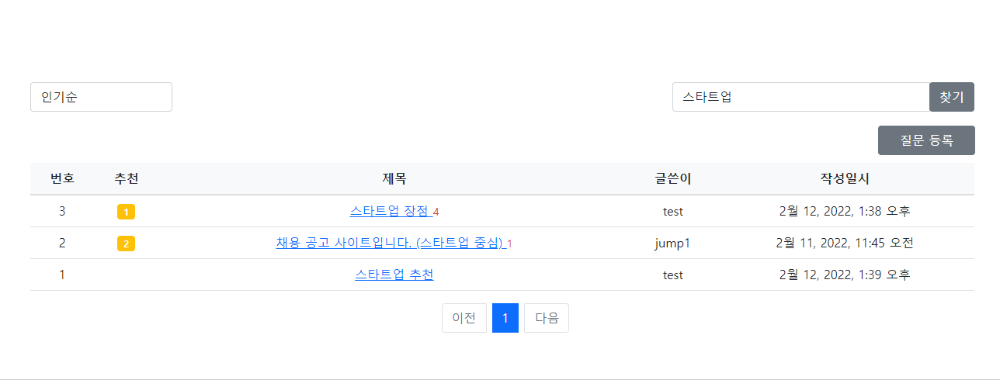 인기순 스타트업 찾기
질문 등록
번호 추천 제목 글쓴이 작성일시
3 1 스타트업 장점 4 test 2월 12, 2022, 1:38 오후
2 2 채용 공고 사이트입니다. (스타트업 중심) 1 jump1 2월 11, 2022, 11:45 오전
1 스타트업 추천 test 2월 12, 2022, 1:39 오후
이전 1 다음